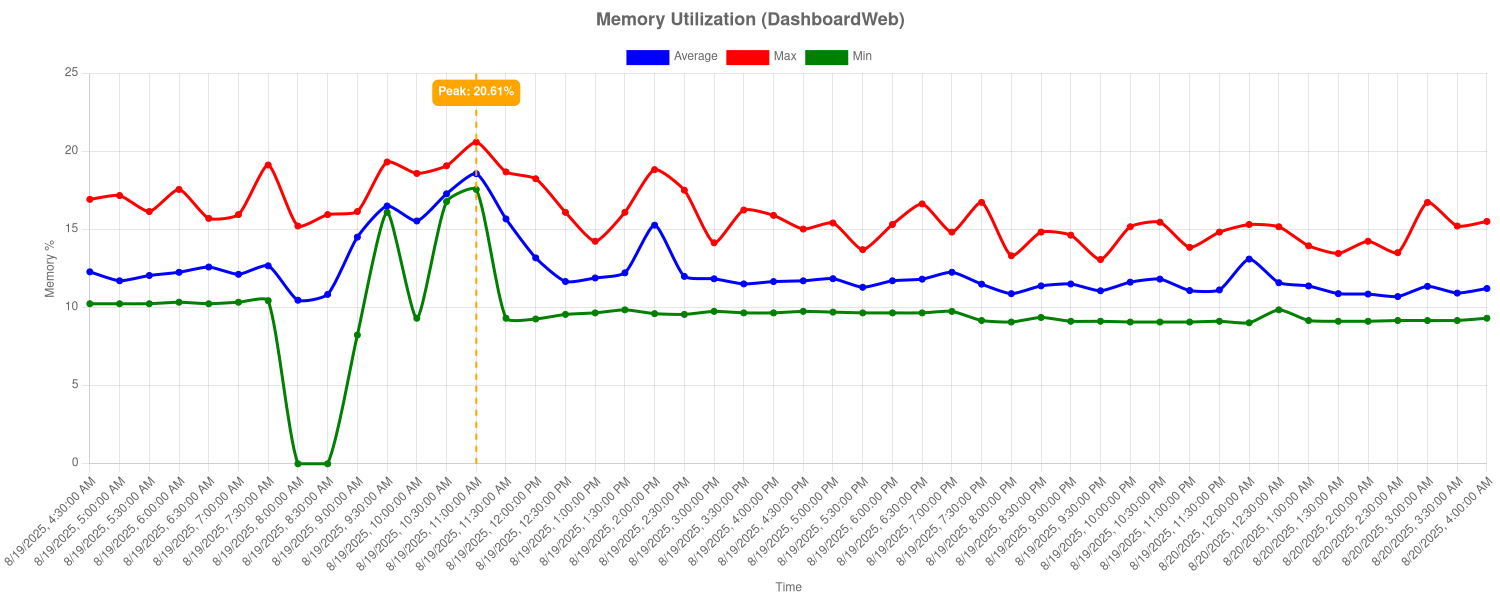 Memory Utilization (DashboardWeb)
Average
Max
Min
Peak: 20.61%
25
20
15
10
5
0
Memory %
8/19/2025, 4:30:00 AM
8/19/2025, 5:00:00 AM
8/19/2025, 5:30:00 AM
8/19/2025, 6:00:00 AM
8/19/2025, 6:30:00 AM
8/19/2025, 7:00:00 AM
8/19/2025, 7:30:00 AM
8/19/2025, 8:00:00 AM
8/19/2025, 8:30:00 AM
8/19/2025, 9:00:00 AM
8/19/2025, 9:30:00 AM
8/19/2025, 10:00:00 AM
8/19/2025, 10:30:00 AM
8/19/2025, 11:00:00 AM
8/19/2025, 11:30:00 AM
8/19/2025, 12:00:00 PM
8/19/2025, 12:30:00 PM
8/19/2025, 1:00:00 PM
8/19/2025, 1:30:00 PM
8/19/2025, 2:00:00 PM
8/19/2025, 2:30:00 PM
8/19/2025, 3:00:00 PM
8/19/2025, 3:30:00 PM
8/19/2025, 4:00:00 PM
8/19/2025, 4:30:00 PM
8/19/2025, 5:00:00 PM
8/19/2025, 5:30:00 PM
8/19/2025, 6:00:00 PM
8/19/2025, 6:30:00 PM
8/19/2025, 7:00:00 PM
8/19/2025, 7:30:00 PM
8/19/2025, 8:00:00 PM
8/19/2025, 8:30:00 PM
8/19/2025, 9:00:00 PM
8/19/2025, 9:30:00 PM
8/19/2025, 10:00:00 PM
8/19/2025, 10:30:00 PM
8/19/2025, 11:00:00 PM
8/19/2025, 11:30:00 PM
8/20/2025, 12:00:00 AM
8/20/2025, 12:30:00 AM
8/20/2025, 1:00:00 AM
8/20/2025, 1:30:00 AM
8/20/2025, 2:00:00 AM
8/20/2025, 2:30:00 AM
8/20/2025, 3:00:00 AM
8/20/2025, 3:30:00 AM
8/20/2025, 4:00:00 AM
Time